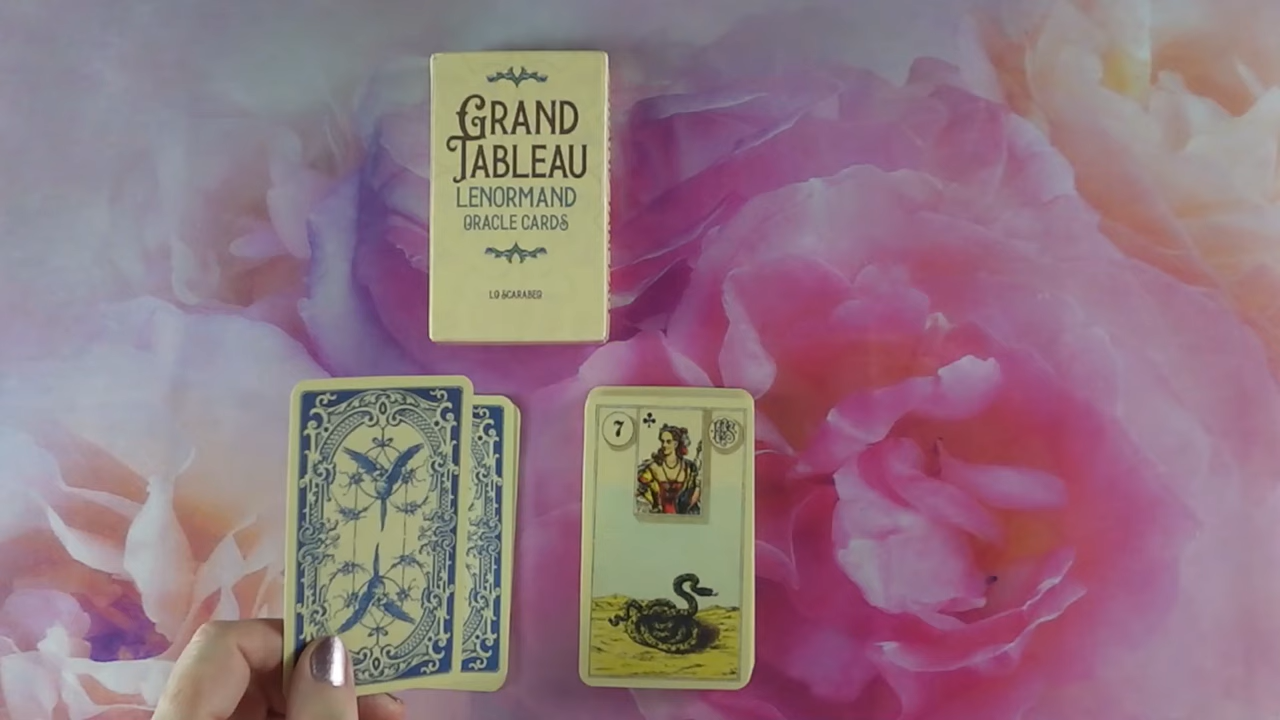 GRAND
TABLEAU
LENORMAND
ORACLE CARDS
LO SCARABEO
7